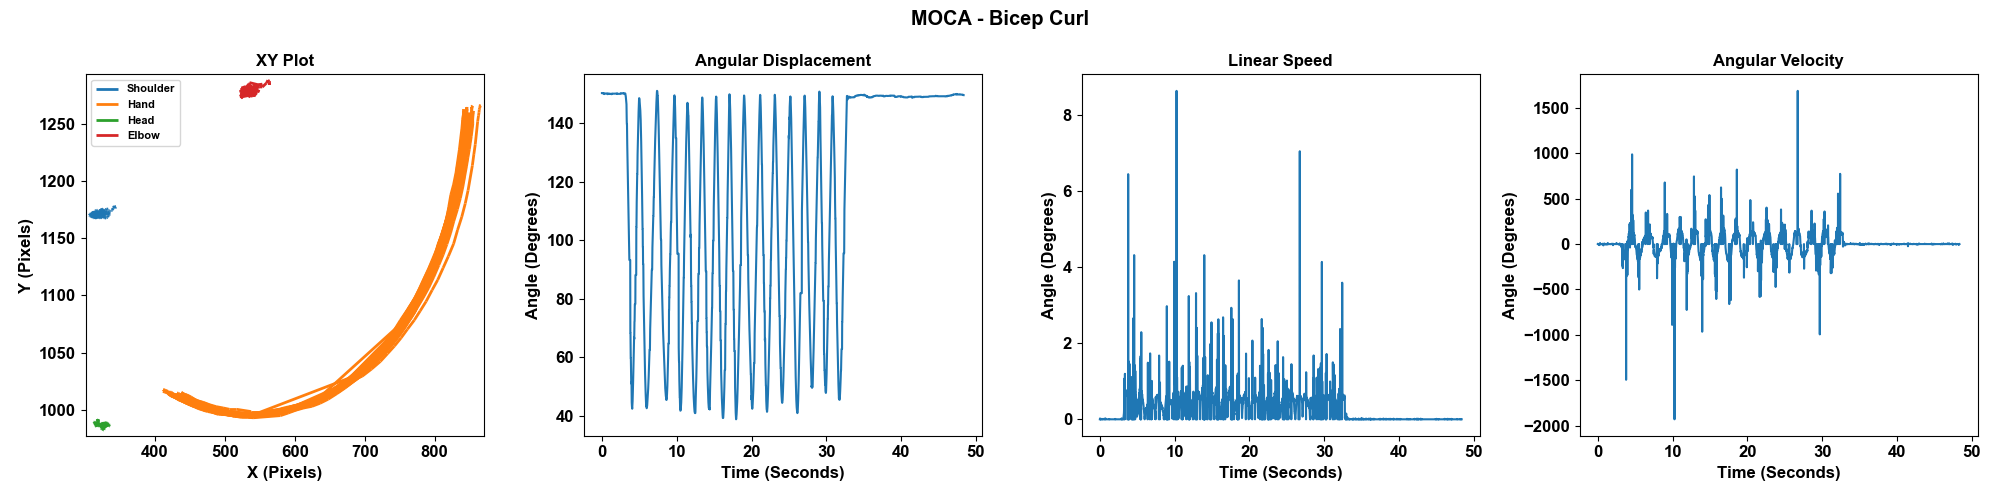 MOCA - Bicep Curl
XY Plot
Shoulder
Hand
Head
Elbow
1250
1200
1150
1100
1050
1000
Y (Pixels)
400 500 600 700 800
X (Pixels)
Angular Displacement
140
120
100
80
60
40
Angle (Degrees)
0 10 20 30 40 50
Time (Seconds)
Linear Speed
8
6
4
2
0
Angle (Degrees)
0 10 20 30 40 50
Time (Seconds)
Angular Velocity
1500
1000
500
0
−500
−1000
−1500
−2000
Angle (Degrees)
0 10 20 30 40 50
Time (Seconds)